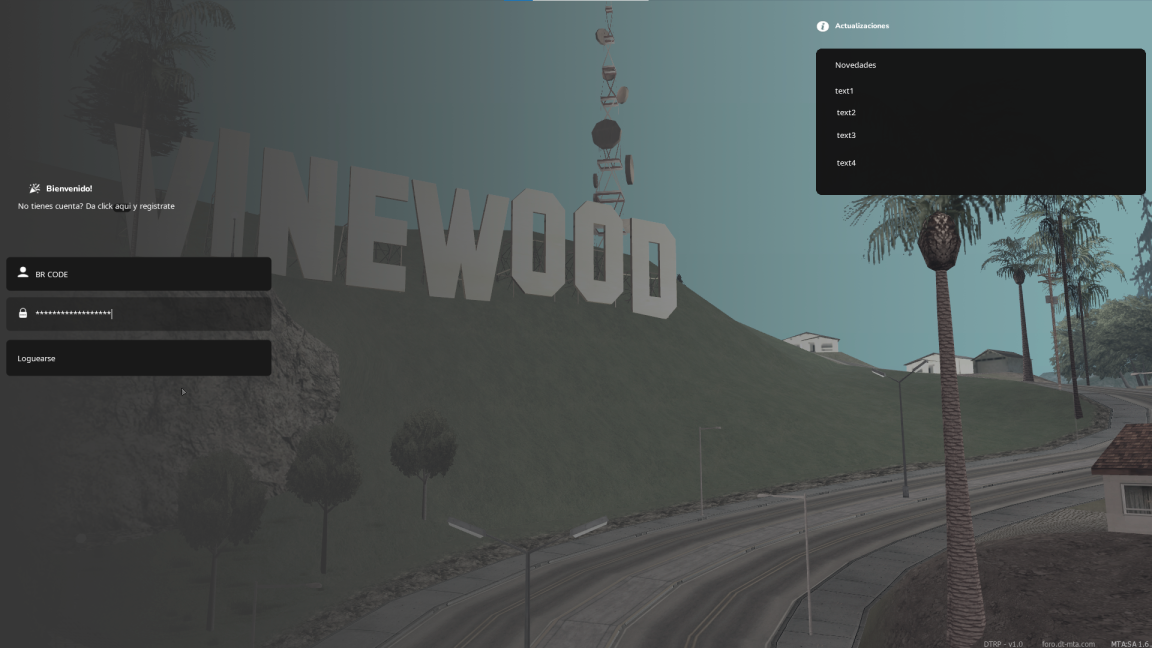 Actualizaciones
Novedades
text1
text2
text3
text4
VINEWOOD
Bienvenido!
No tienes cuenta? Da click aqui y registrate
BR CODE
******************
Loguearse
DTRP - v1.0 foro.dt-mta.com MTA:SA 1.6